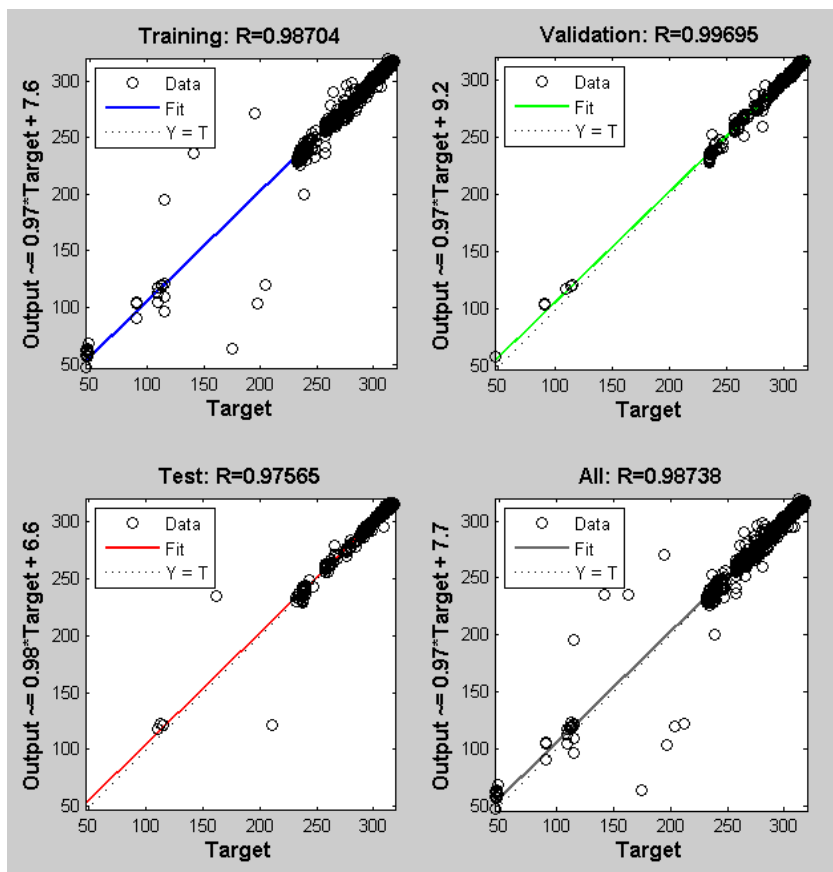 Training: R=0.98704
Output ~= 0.97*Target + 7.6
300
250
200
150
100
50
Data
Fit
Y = T
50 100 150 200 250 300
Target
Validation: R=0.99695
Output ~= 0.97*Target + 9.2
300
250
200
150
100
50
Data
Fit
Y = T
50 100 150 200 250 300
Target
Test: R=0.97565
Output ~= 0.98*Target + 6.6
300
250
200
150
100
50
Data
Fit
Y = T
50 100 150 200 250 300
Target
All: R=0.98738
Output ~= 0.97*Target + 7.7
300
250
200
150
100
50
Data
Fit
Y = T
50 100 150 200 250 300
Target